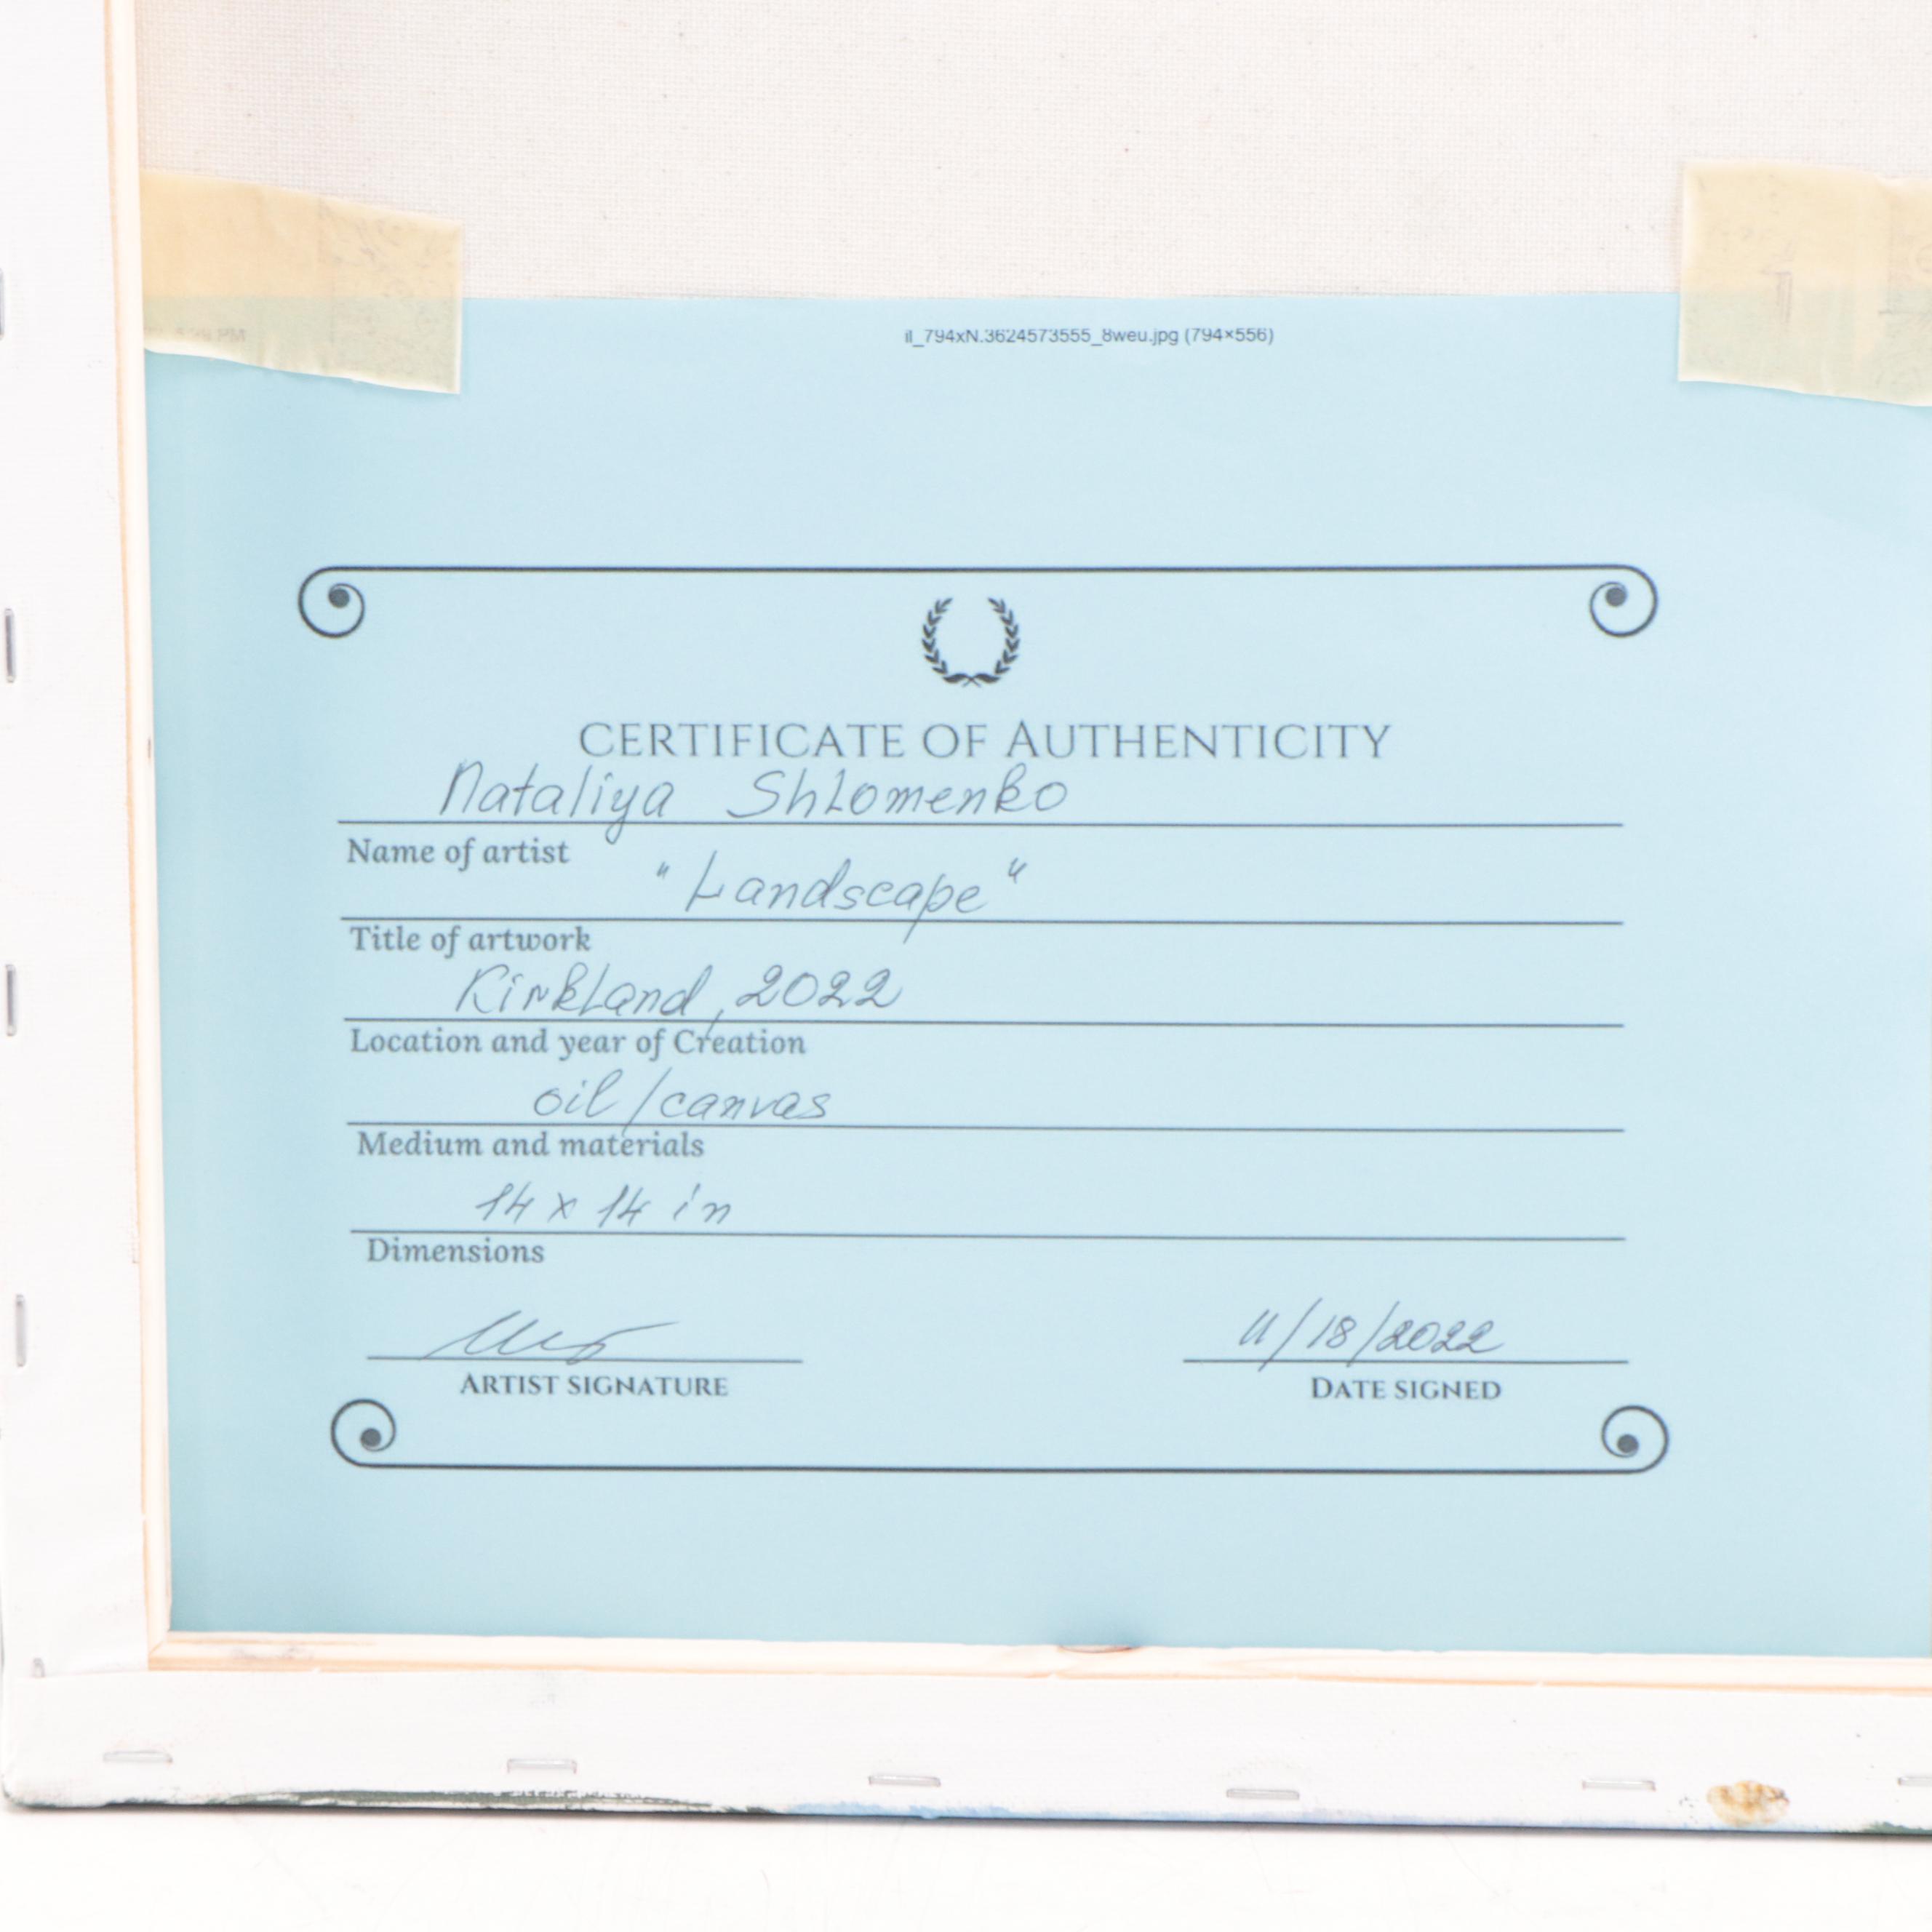 il_794xN.3624573555_8weu.jpg (794×556)
CERTIFICATE OF AUTHENTICITY
Nataliya Shlomenko
Name of artist
"Landscape"
Title of artwork
Kirkland, 2022
Location and year of Creation
oil/canvas
Medium and materials
14 x 14 in
Dimensions
11/18/2022
ARTIST SIGNATURE
DATE SIGNED